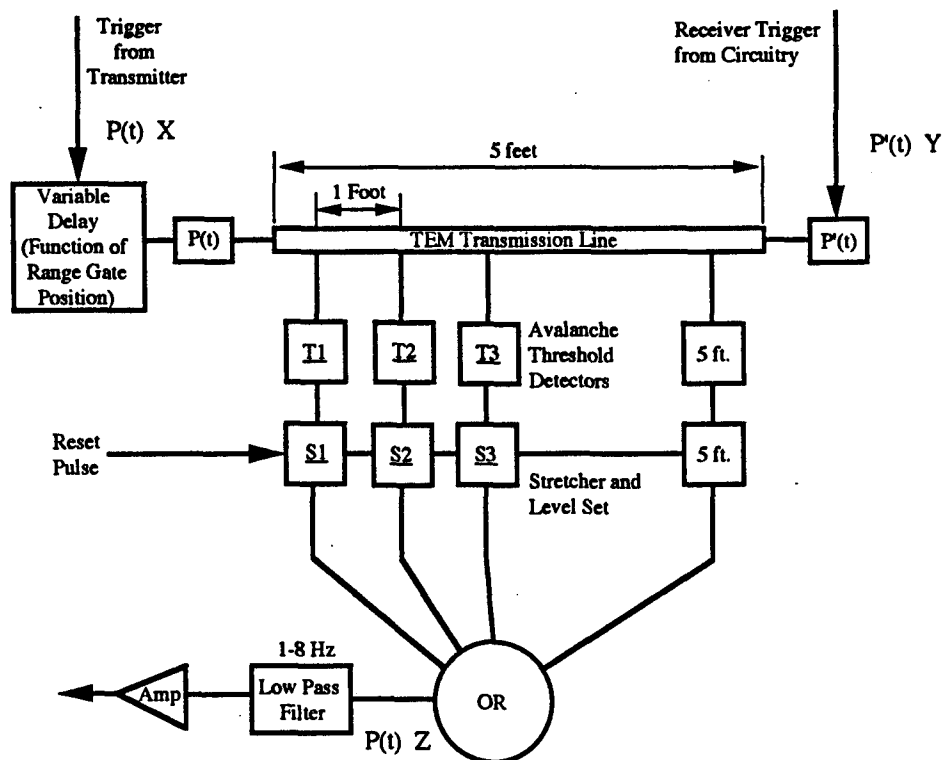 Trigger
from
Transmitter
Receiver Trigger
from Circuitry
P(t) X
P'(t) Y
5 feet
1 Foot
Variable
Delay
(Function of
Range Gate
Position)
P(t)
TEM Transmission Line
P'(t)
T1
T2
T3
Avalanche
Threshold
Detectors
5 ft.
Reset
Pulse
S1
S2
S3
5 ft.
Stretcher and
Level Set
1-8 Hz
Amp
Low Pass
Filter
OR
P(t) Z